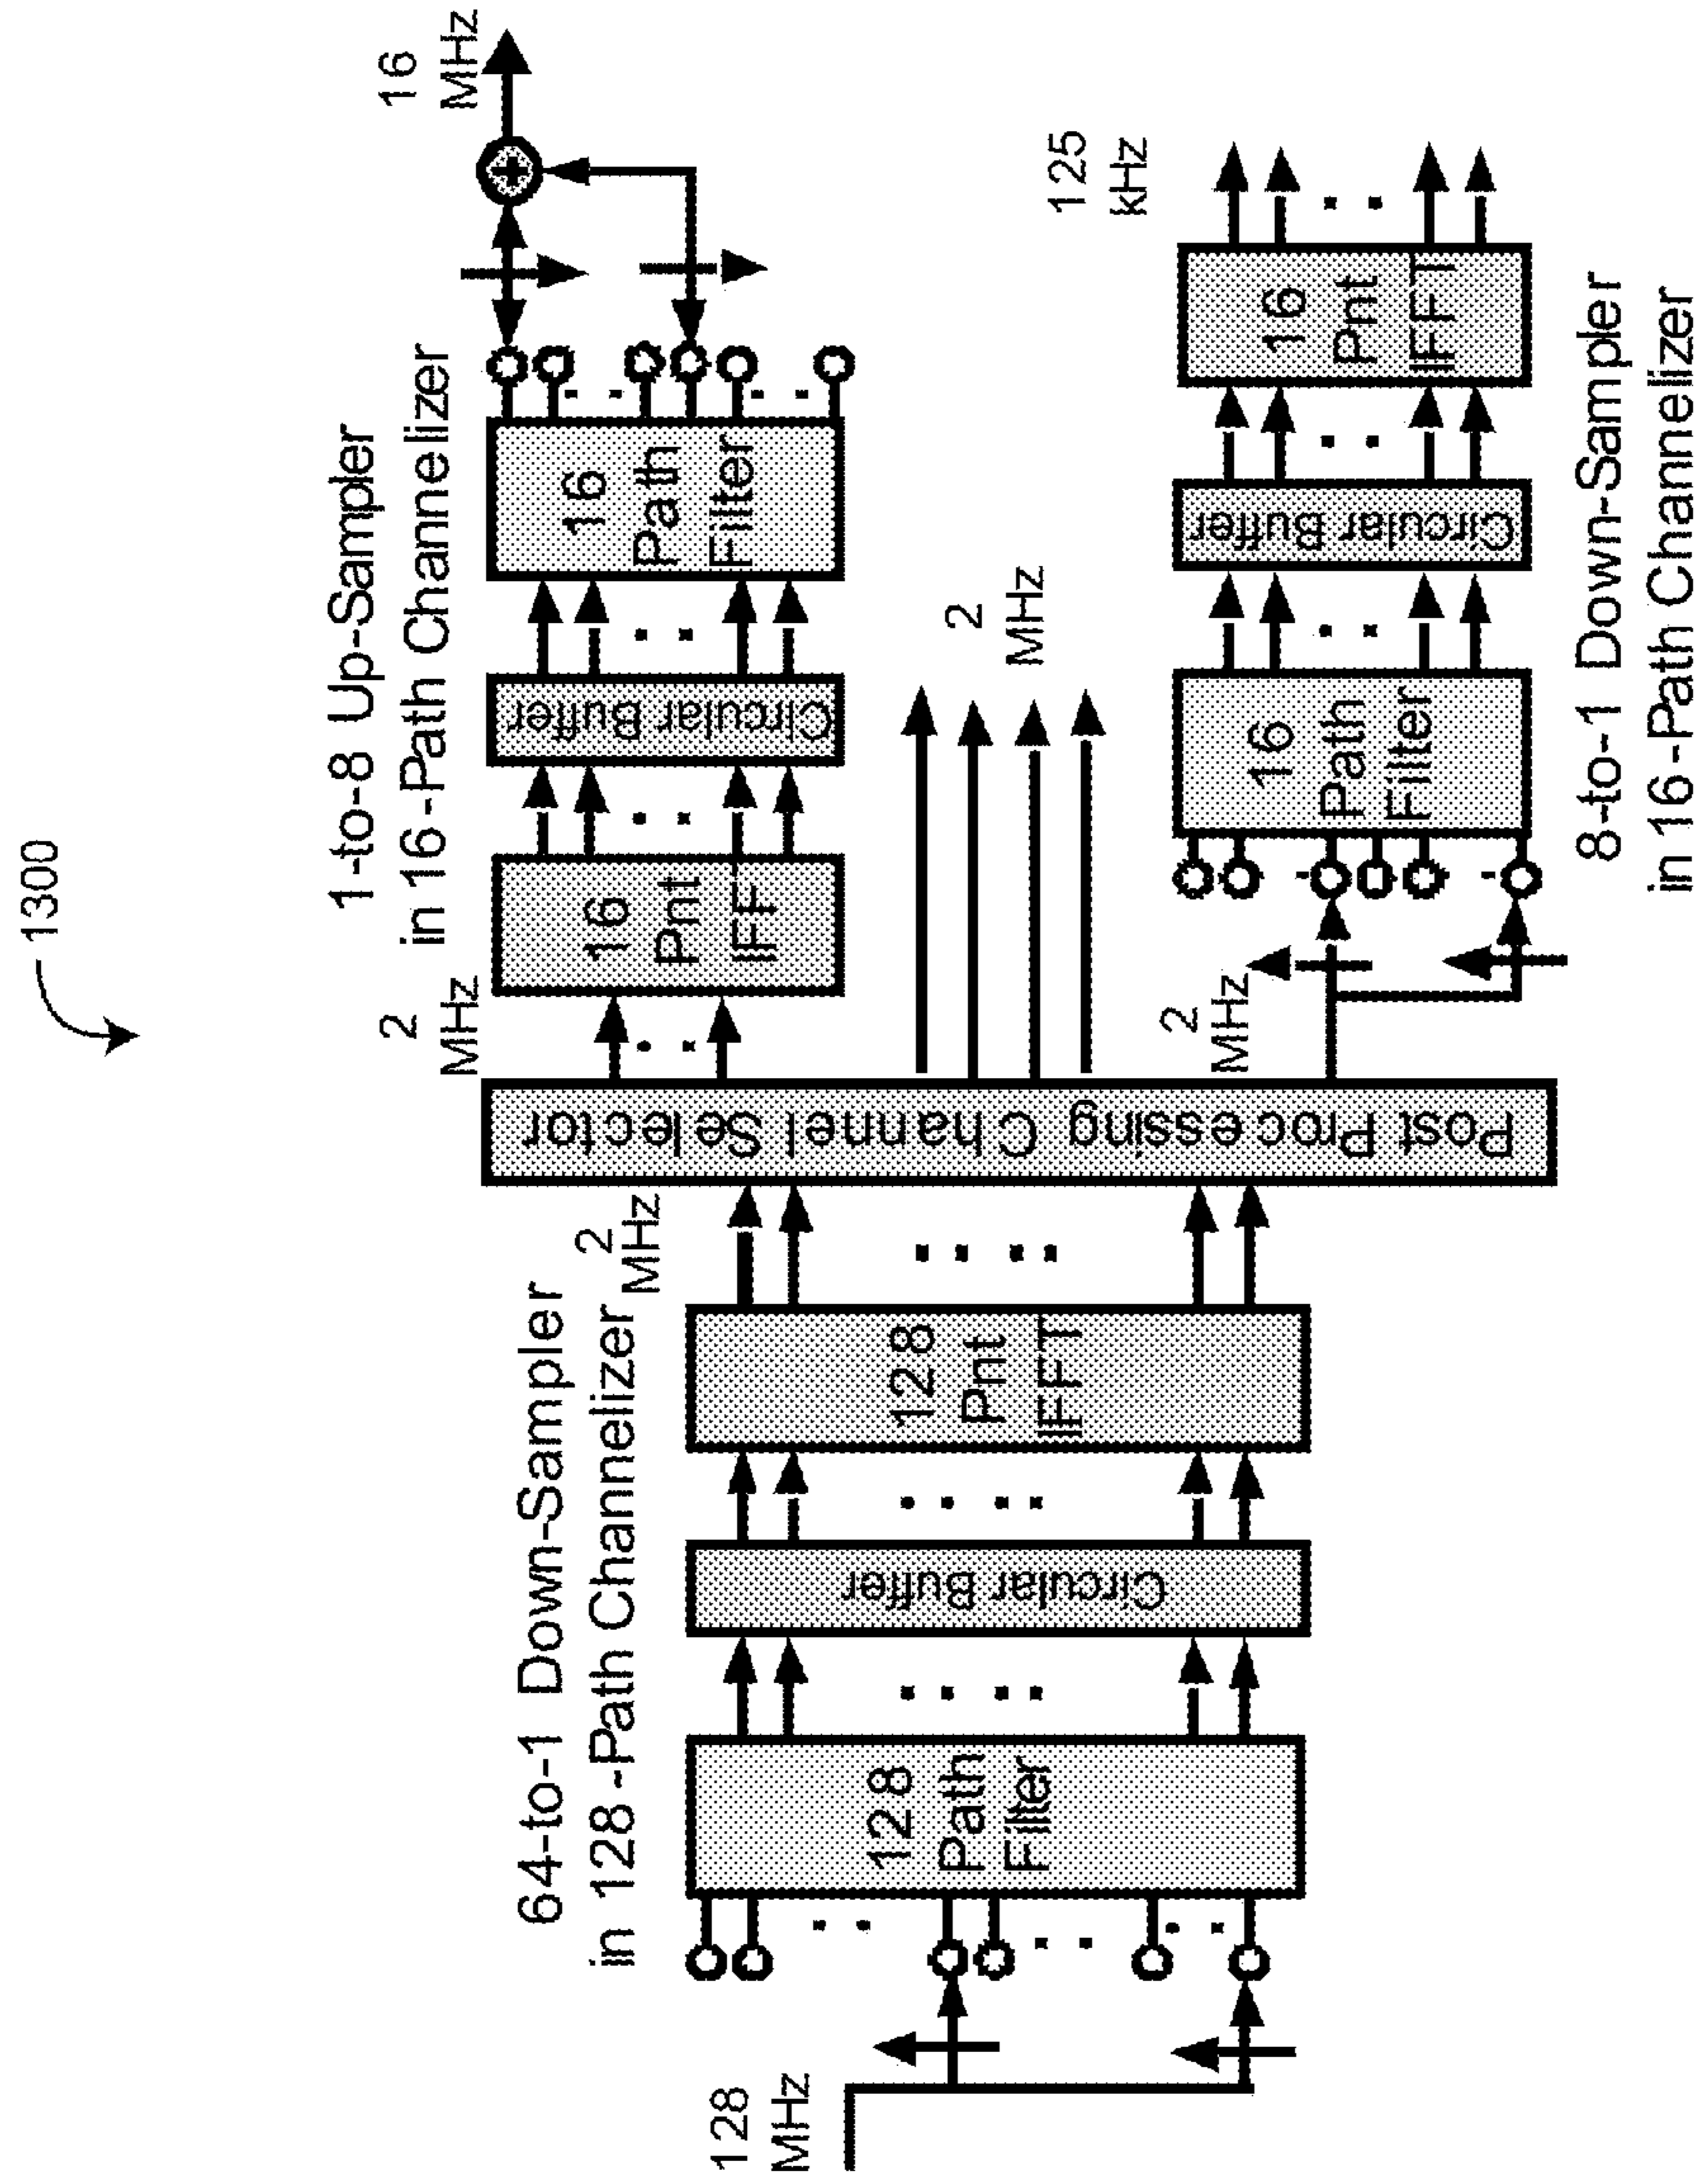 1300
128
MHz
64-to-1 Down-Sampler
in 128-Path Channelizer
128
Path
Filter
Circular Buffer
128
Pnt
IFFT
2
MHz
Post Processing Channel Selector
2
MHz
1-to-8 Up-Sampler
in 16-Path Channelizer
16
Pnt
IFF
Circular Buffer
16
Path
Filter
+
16
MHz
2
MHz
2
MHz
16
Path
Filter
Circular Buffer
16
Pnt
IFFT
125
kHz
8-to-1 Down-Sampler
in 16-Path Channelizer